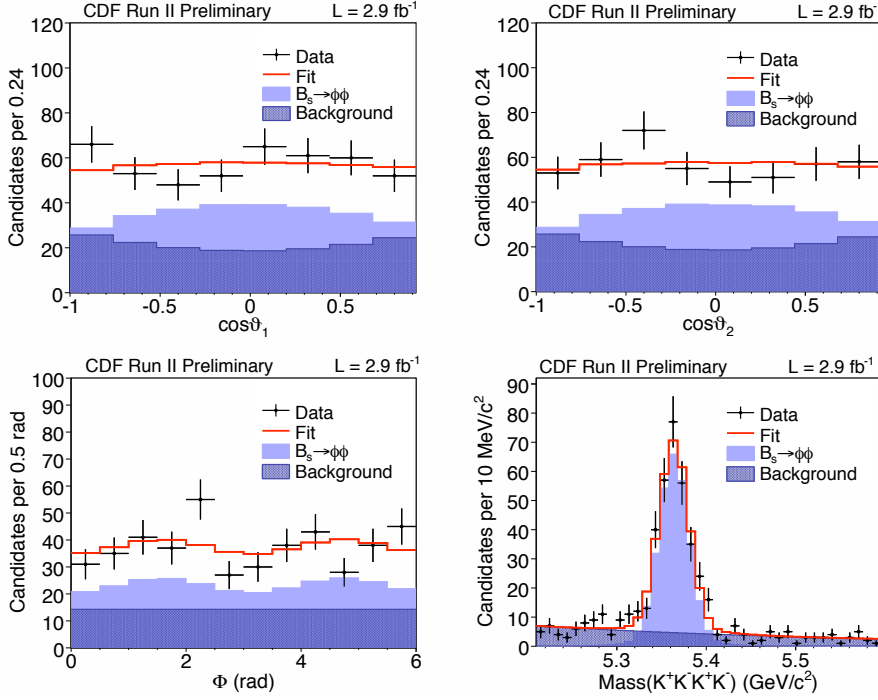 CDF Run II Preliminary L = 2.9 fb⁻¹
Candidates per 0.24
120
100
80
60
40
20
0
Data
Fit
Bₛ→ϕϕ
Background
-1 -0.5 0 0.5
cosϑ₁
CDF Run II Preliminary L = 2.9 fb⁻
Candidates per 0.24
120
100
80
60
40
20
0
Data
Fit
Bₛ→ϕϕ
Background
-1 -0.5 0 0.5
cosϑ₂
CDF Run II Preliminary L = 2.9 fb⁻¹
Candidates per 0.5 rad
100
90
80
70
60
50
40
30
20
10
0
Data
Fit
Bₛ→ϕϕ
Background
0 2 4 6
Φ (rad)
CDF Run II Preliminary L = 2.9 fb⁻¹
Candidates per 10 MeV/c²
90
80
70
60
50
40
30
20
10
0
Data
Fit
Bₛ→ϕϕ
Background
5.3 5.4 5.5
Mass(K⁺K⁻K⁺K⁻) (GeV/c²)